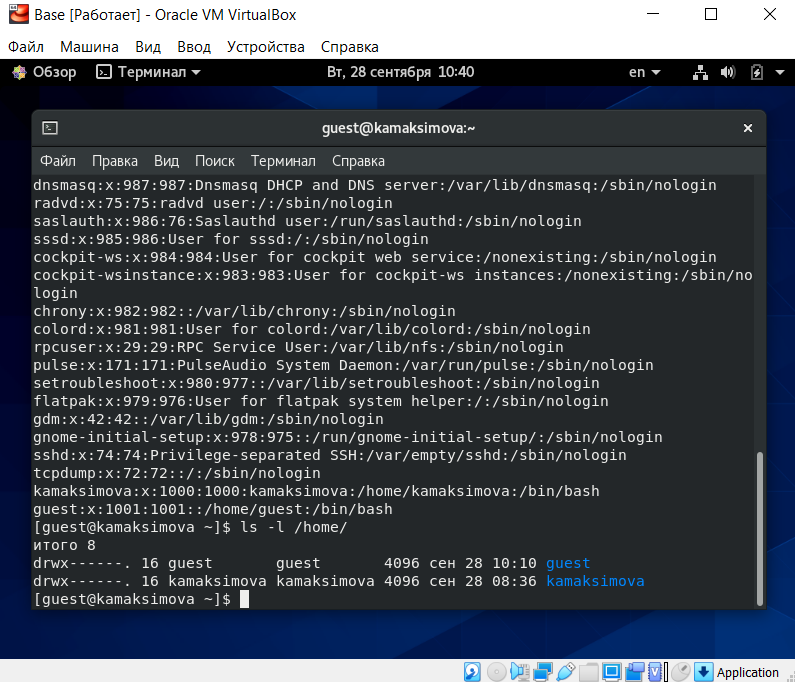 Base [Работает] - Oracle VM VirtualBox
Файл Машина Вид Ввод Устройства Справка
Обзор Терминал Вт, 28 сентября 10:40 en
guest@kamaksimova:~
Файл Правка Вид Поиск Терминал Справка
dnsmasq:x:987:987:Dnsmasq DHCP and DNS server:/var/lib/dnsmasq:/sbin/nologin
radvd:x:75:75:radvd user:/:/sbin/nologin
saslauth:x:986:76:Saslauthd user:/run/saslauthd:/sbin/nologin
sssd:x:985:986:User for sssd:/:/sbin/nologin
cockpit-ws:x:984:984:User for cockpit web service:/nonexisting:/sbin/nologin
cockpit-wsinstance:x:983:983:User for cockpit-ws instances:/nonexisting:/sbin/no
login
chrony:x:982:982::/var/lib/chrony:/sbin/nologin
colord:x:981:981:User for colord:/var/lib/colord:/sbin/nologin
rpcuser:x:29:29:RPC Service User:/var/lib/nfs:/sbin/nologin
pulse:x:171:171:PulseAudio System Daemon:/var/run/pulse:/sbin/nologin
setroubleshoot:x:980:977::/var/lib/setroubleshoot:/sbin/nologin
flatpak:x:979:976:User for flatpak system helper:/:/sbin/nologin
gdm:x:42:42::/var/lib/gdm:/sbin/nologin
gnome-initial-setup:x:978:975::/run/gnome-initial-setup/:/sbin/nologin
sshd:x:74:74:Privilege-separated SSH:/var/empty/sshd:/sbin/nologin
tcpdump:x:72:72::/:/sbin/nologin
kamaksimova:x:1000:1000:kamaksimova:/home/kamaksimova:/bin/bash
guest:x:1001:1001::/home/guest:/bin/bash
[guest@kamaksimova ~]$ ls -l /home/
итого 8
drwx------. 16 guest       guest       4096 сен 28 10:10 guest
drwx------. 16 kamaksimova kamaksimova 4096 сен 28 08:36 kamaksimova
[guest@kamaksimova ~]$
Application